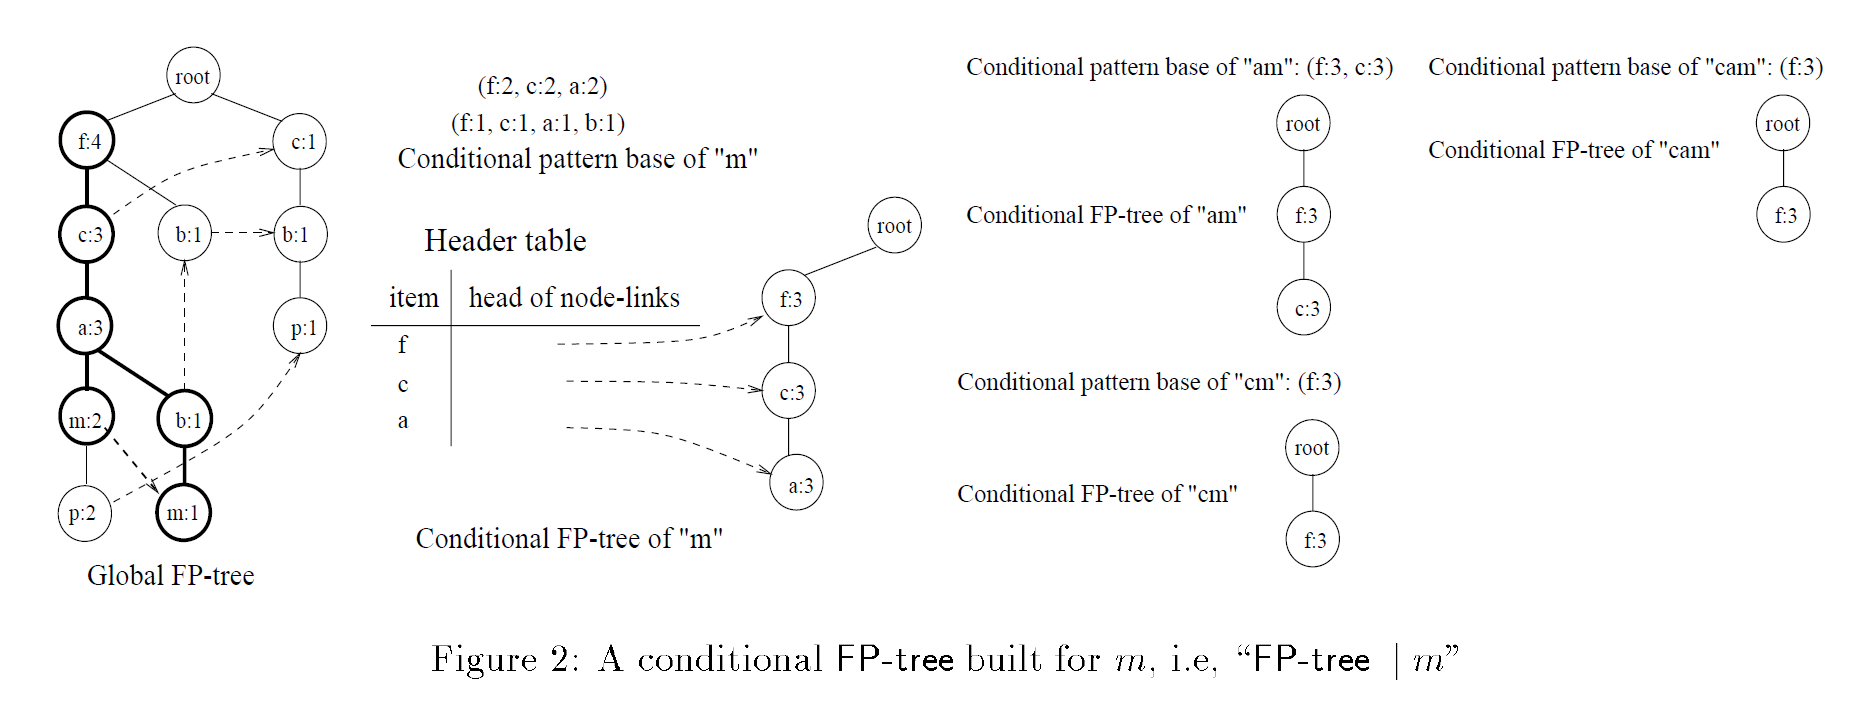 root
f:4
c:1
c:3
b:1
b:1
a:3
p:1
m:2
b:1
p:2
m:1
Global FP-tree
(f:2, c:2, a:2)
(f:1, c:1, a:1, b:1)
Conditional pattern base of "m"
Header table
item head of node-links
f
c
a
root
f:3
c:3
a:3
Conditional FP-tree of "m"
Conditional pattern base of "am": (f:3, c:3)
root
Conditional FP-tree of "am"
f:3
c:3
Conditional pattern base of "cm": (f:3)
root
Conditional FP-tree of "cm"
f:3
Conditional pattern base of "cam": (f:3)
root
Conditional FP-tree of "cam"
f:3
Figure 2: A conditional FP-tree built for m, i.e, “FP-tree | m”